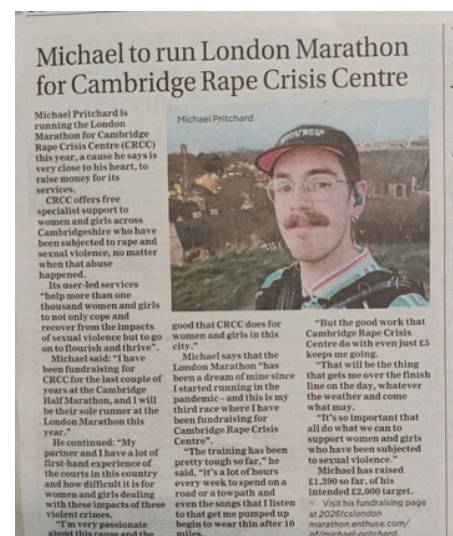 Michael to run London Marathon
for Cambridge Rape Crisis Centre
Michael Pritchard is
running the London
Marathon for Cambridge
Rape Crisis Centre (CRCC)
this year, a cause he says is
very close to his heart, to
raise money for its
services.
CRCC offers free
specialist support to
women and girls across
Cambridgeshire who have
been subjected to rape and
sexual violence, no matter
when that abuse
happened.
Its user-led services
“help more than one
thousand women and girls
to not only cope and
recover from the impacts
of sexual violence but to go
on to flourish and thrive”.
Michael said: “I have
been fundraising for
CRCC for the last couple of
years at the Cambridge
Half Marathon, and I will
be their sole runner at the
London Marathon this
year.”
He continued: “My
partner and I have a lot of
first-hand experience of
the courts in this country
and how difficult it is for
women and girls dealing
with these impacts of these
violent crimes.
“I'm very passionate
about this cause and the
Michael Pritchard
good that CRCC does for
women and girls in this
city.”
Michael says that the
London Marathon “has
been a dream of mine since
I started running in the
pandemic – and this is my
third race where I have
been fundraising for
Cambridge Rape Crisis
Centre”.
“The training has been
pretty tough so far,” he
said, “it's a lot of hours
every week to spend on a
road or a towpath and
even the songs that I listen
to that get me pumped up
begin to wear thin after 10
miles.
“But the good work that
Cambridge Rape Crisis
Centre do with even just £5
keeps me going.
“That will be the thing
that gets me over the finish
line on the day, whatever
the weather and come
what may.
“It's so important that
all do what we can to
support women and girls
who have been subjected
to sexual violence.”
Michael has raised
£1,390 so far, of his
intended £2,000 target.
Visit his fundraising page
at 2026tcslondon
marathon.enthuse.com/
pf/michael-pritchard